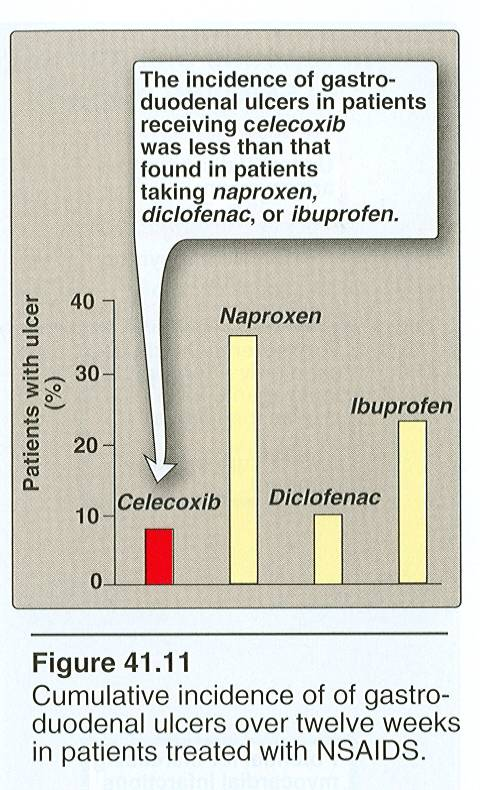 The incidence of gastro-
duodenal ulcers in patients
receiving celecoxib
was less than that
found in patients
taking naproxen,
diclofenac, or ibuprofen.
Patients with ulcer
(%)
40
30
20
10
0
Celecoxib
Naproxen
Diclofenac
Ibuprofen
Figure 41.11
Cumulative incidence of of gastro-
duodenal ulcers over twelve weeks
in patients treated with NSAIDS.